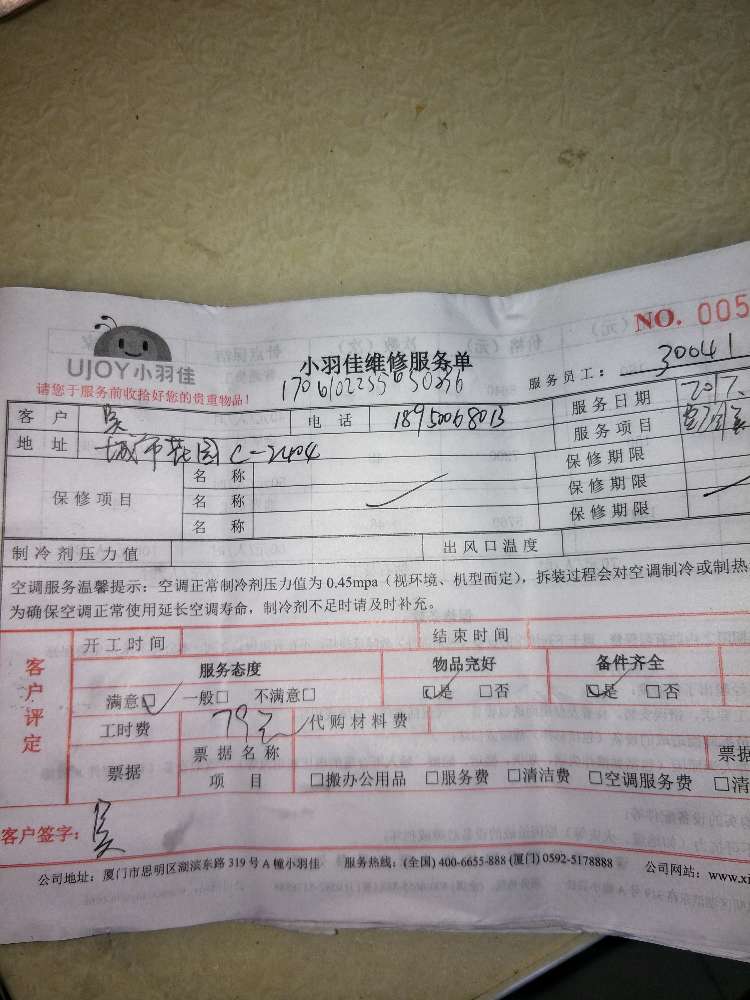 NO. 005
UJOY小羽佳
小羽佳维修服务单
请您于服务前收拾好您的贵重物品！
服务员工：30041
客户 吴 电话 18950068013 服务日期 2017.
地址 城市花园 C-2404 服务项目
保修项目 名称 保修期限
名称 保修期限
名称 保修期限
制冷剂压力值 出风口温度
空调服务温馨提示：空调正常制冷剂压力值为 0.45mpa（视环境、机型而定），拆装过程会对空调制冷或制热
为确保空调正常使用延长空调寿命，制冷剂不足时请及时补充。
客户评定
开工时间 结束时间
服务态度 物品完好 备件齐全
满意☑ 一般□ 不满意□ ☑是 □否 ☑是 □否
工时费 79元 代购材料费
票据 票据名称 票据
项目 □搬办公用品 □服务费 □清洁费 □空调服务费 □清
客户签字：吴
公司地址：厦门市思明区湖滨东路 319 号 A 幢小羽佳 服务热线：(全国) 400-6655-888 (厦门) 0592-5178888 公司网站：www.xj